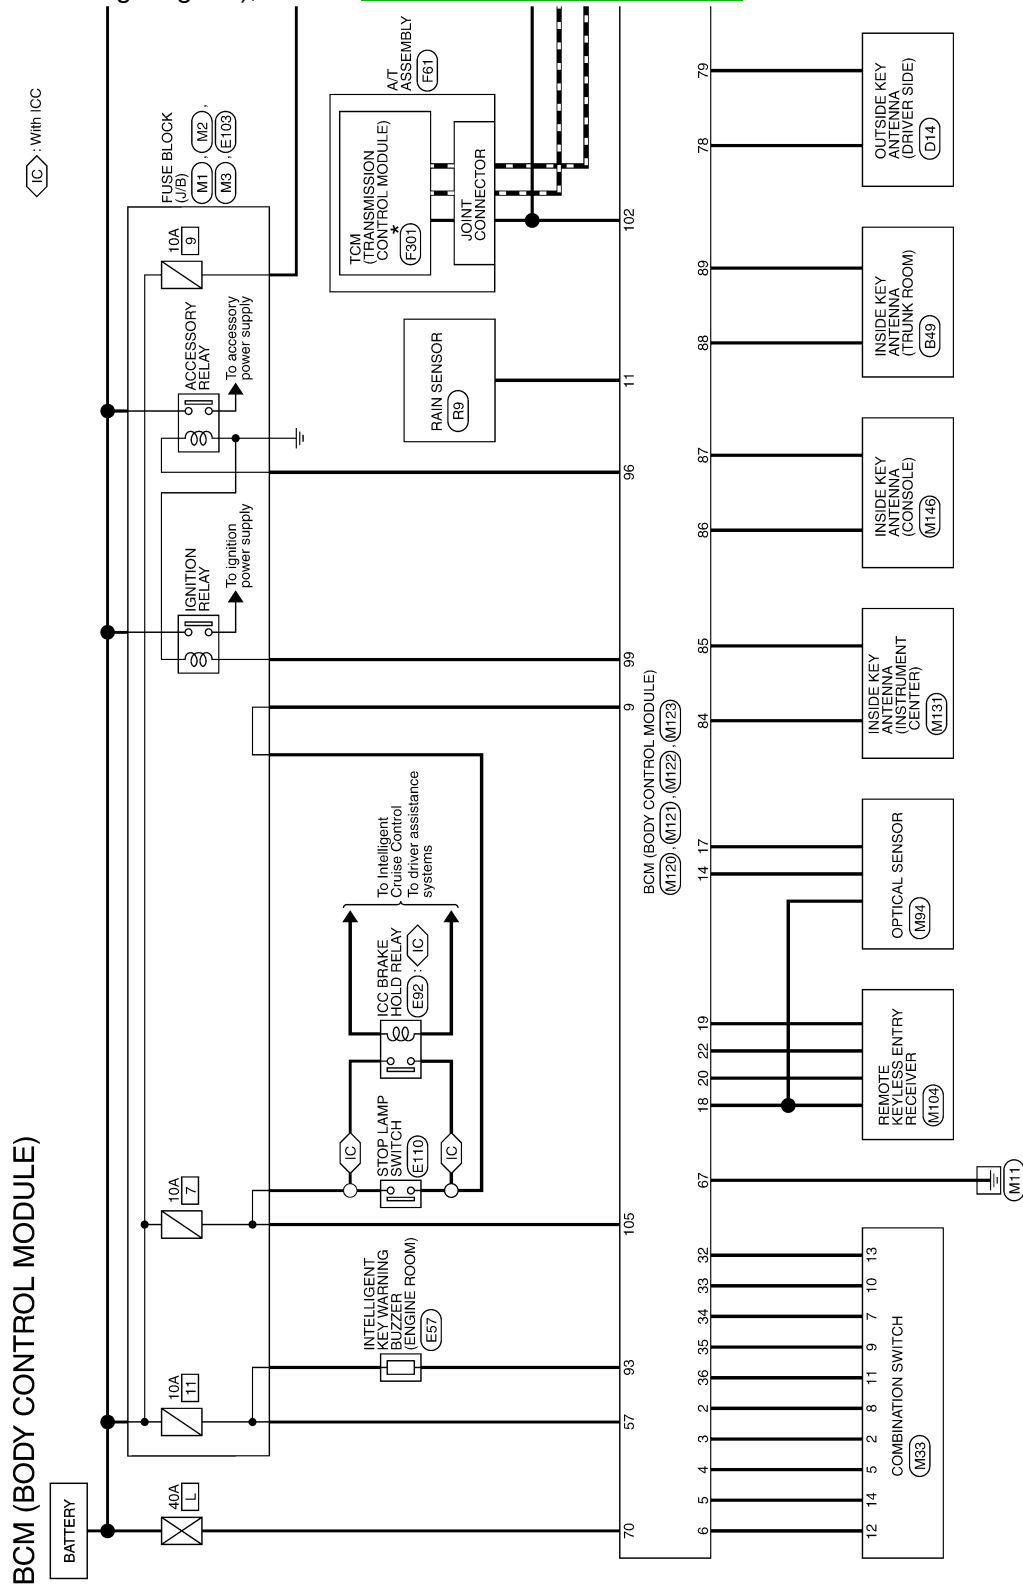 BCM (BODY CONTROL MODULE)
IC : With ICC
BATTERY
40A
L
10A
11
10A
7
IGNITION
RELAY
To ignition
power supply
ACCESSORY
RELAY
To accessory
power supply
10A
9
FUSE BLOCK
(J/B)
M1 , M2 ,
M3 , E103
INTELLIGENT
KEY WARNING
BUZZER
(ENGINE ROOM)
E57
STOP LAMP
SWITCH
E110
IC
IC
ICC BRAKE
HOLD RELAY
E92 : IC
To Intelligent
Cruise Control
To driver assistance
systems
RAIN SENSOR
R9
A/T
ASSEMBLY
F61
TCM
(TRANSMISSION
CONTROL MODULE)
*
F301
JOINT
CONNECTOR
70
57
93
105
9
99
96
11
102
BCM (BODY CONTROL MODULE)
M120 , M121 , M122 , M123
6
5
4
3
2
36
35
34
33
32
67
18
20
22
19
14
17
84
85
86
87
88
89
78
79
12
14
5
2
8
11
9
7
10
13
COMBINATION SWITCH
M33
M11
REMOTE
KEYLESS ENTRY
RECEIVER
M104
OPTICAL SENSOR
M94
INSIDE KEY
ANTENNA
(INSTRUMENT
CENTER)
M131
INSIDE KEY
ANTENNA
(CONSOLE)
M146
INSIDE KEY
ANTENNA
(TRUNK ROOM)
B49
OUTSIDE KEY
ANTENNA
(DRIVER SIDE)
D14